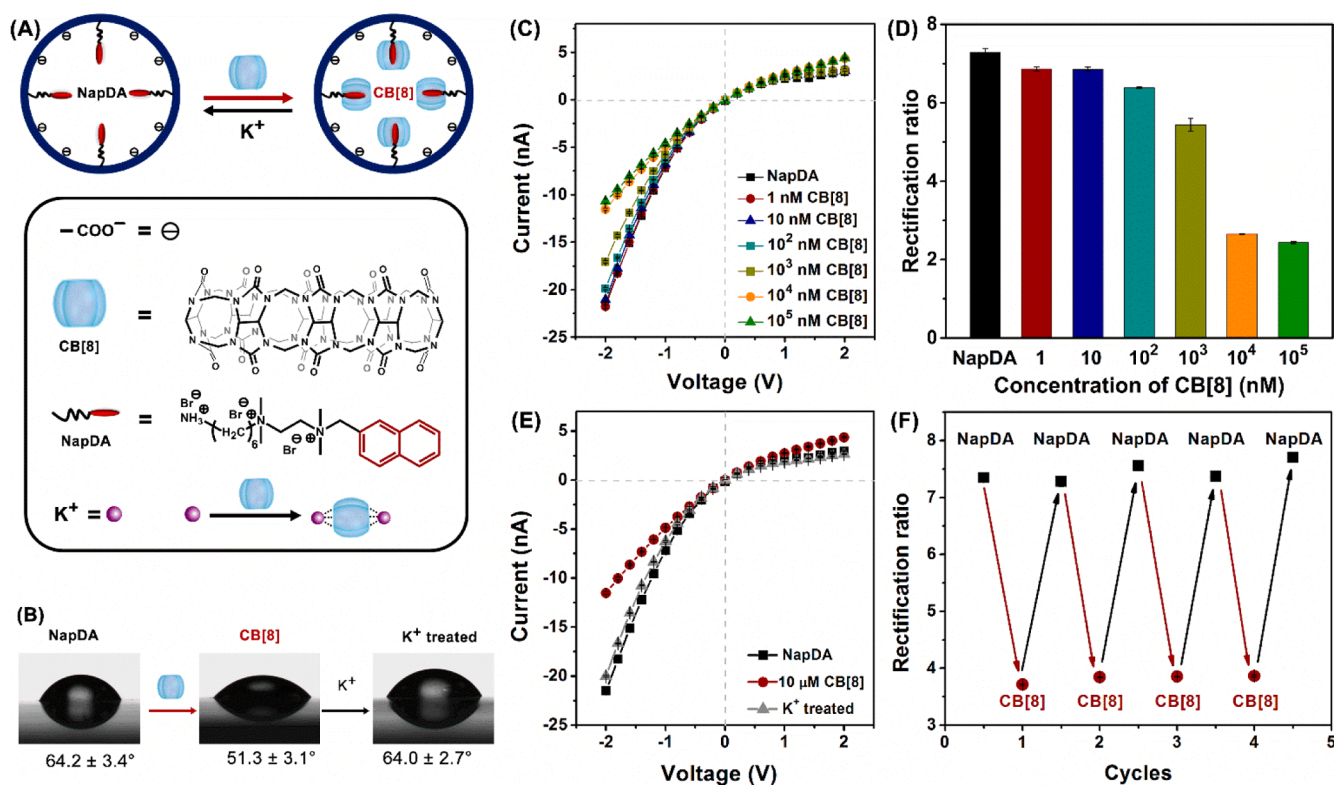 (A)
NapDA
K⁺
CB[8]
⊖
−COO⁻ = ⊖
CB[8]
=
O O O O O O
N N N N N N
NapDA
=
Br⁻ ⊕
NH₃
(H₂C)
6
Br⁻ ⊕
N
Br⁻ ⊕
N
K⁺ =
(B)
NapDA
CB[8]
K⁺ treated
K⁺
64.2 ± 3.4°
51.3 ± 3.1°
64.0 ± 2.7°
(C)
Current (nA)
5
0
-5
-10
-15
-20
-25
NapDA
1 nM CB[8]
10 nM CB[8]
10² nM CB[8]
10³ nM CB[8]
10⁴ nM CB[8]
10⁵ nM CB[8]
-2 -1 0 1 2
Voltage (V)
(D)
Rectification ratio
8
6
4
2
0
NapDA 1 10 10² 10³ 10⁴ 10⁵
Concentration of CB[8] (nM)
(E)
Current (nA)
5
0
-5
-10
-15
-20
-25
NapDA
10 μM CB[8]
K⁺ treated
-2 -1 0 1 2
Voltage (V)
(F)
Rectification ratio
8
7
6
5
4
3
NapDA NapDA NapDA NapDA NapDA
CB[8] CB[8] CB[8] CB[8]
0 1 2 3 4 5
Cycles